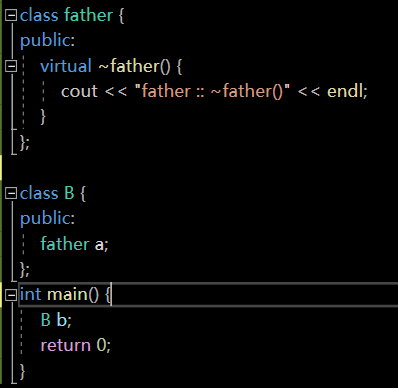 class father {
public:
virtual ~father() {
cout << "father :: ~father()" << endl;
}
};
class B {
public:
father a;
};
int main() {
B b;
return 0;
}